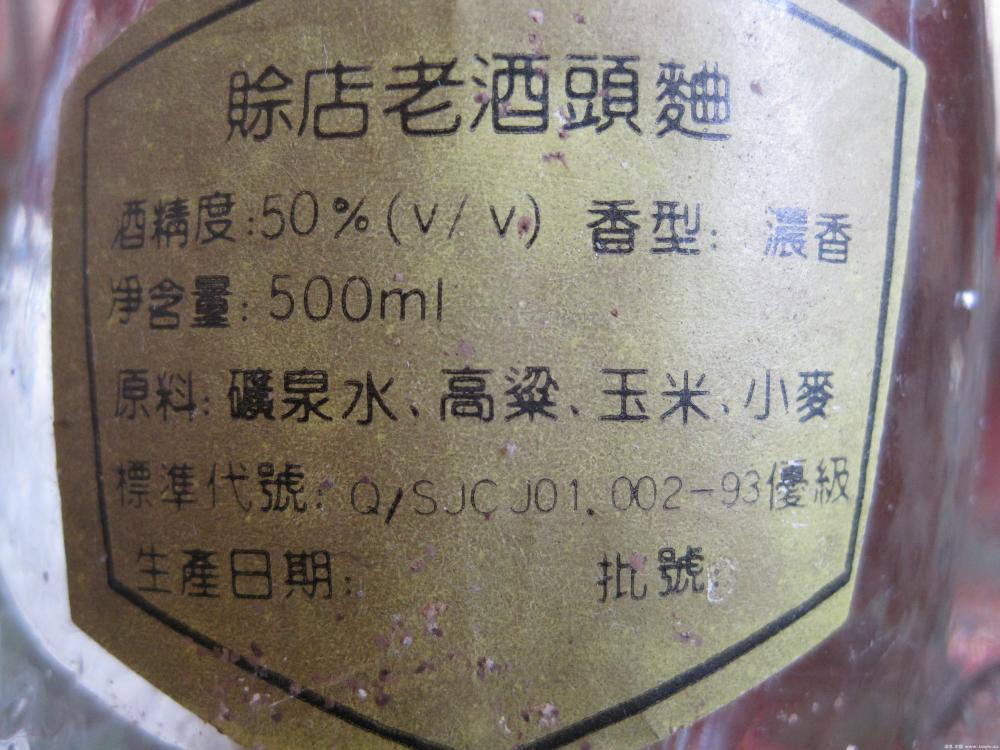 賒店老酒頭麯
酒精度:50%(v/v) 香型: 濃香
净含量: 500ml
原料: 礦泉水、高粱、玉米、小麥
標準代號: Q/SJCJ01.002-93優級
生產日期: 批號: